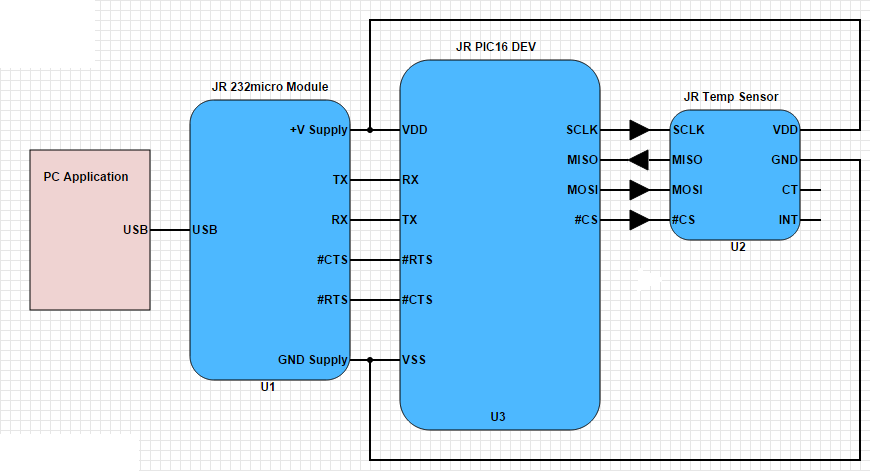 JR PIC16 DEV
JR 232micro Module
JR Temp Sensor
+V Supply
VDD
SCLK
SCLK
VDD
MISO
MISO
GND
PC Application
TX
RX
MOSI
MOSI
CT
RX
TX
#CS
#CS
INT
USB
USB
U2
#CTS
#RTS
#RTS
#CTS
GND Supply
VSS
U1
U3